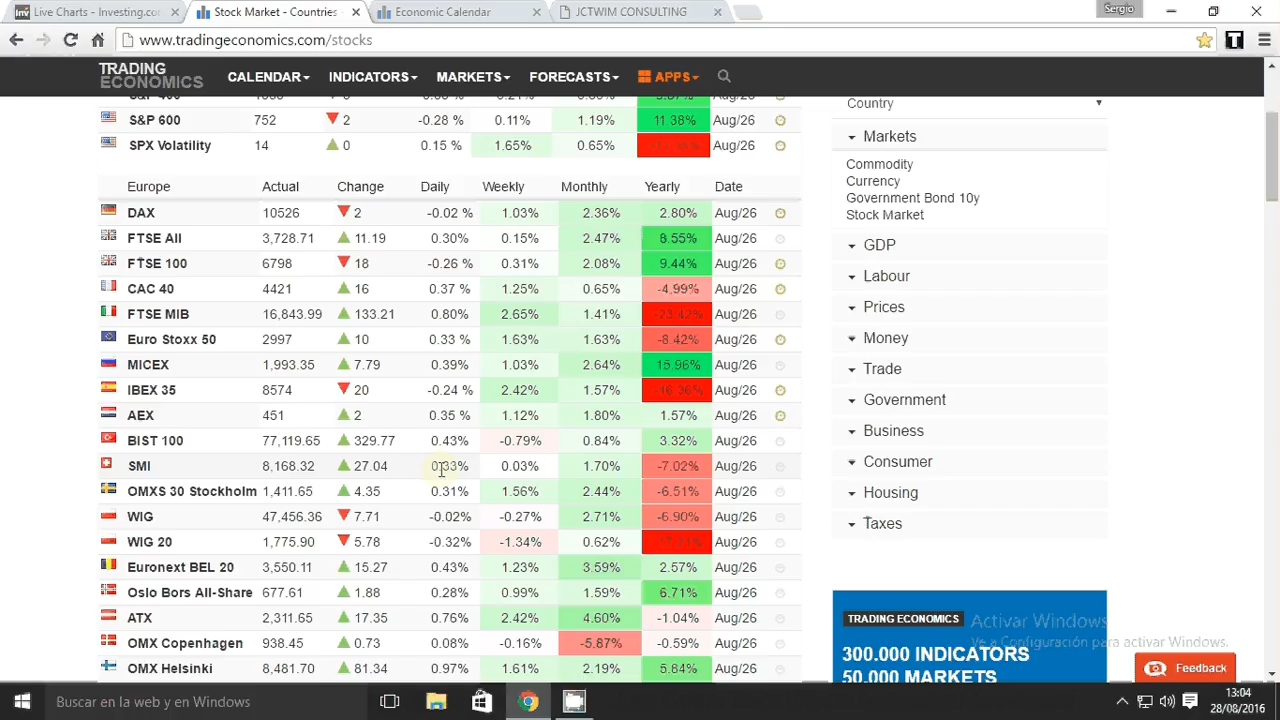 Live Charts - Investing.co
Stock Market - Countries
Economic Calendar
JCTWIM CONSULTING
Sergio
www.tradingeconomics.com/stocks
TRADING ECONOMICS
CALENDAR INDICATORS MARKETS FORECASTS APPS
S&P 600 752 2 -0.28 % 0.11% 1.19% 11.38% Aug/26
SPX Volatility 14 0 0.15 % 1.65% 0.65% Aug/26
Europe Actual Change Daily Weekly Monthly Yearly Date
DAX 10526 2 -0.02 % 1.03% 2.36% 2.80% Aug/26
FTSE All 3,728.71 11.19 0.30% 0.15% 2.47% 8.55% Aug/26
FTSE 100 6798 18 -0.26 % 0.31% 2.08% 9.44% Aug/26
CAC 40 4421 16 0.37 % 1.25% 0.65% -4.99% Aug/26
FTSE MIB 16,843.99 133.21 0.80% 2.65% 1.41% -23.42% Aug/26
Euro Stoxx 50 2997 10 0.33 % 1.63% 1.63% -8.42% Aug/26
MICEX 1,993.35 7.79 0.39% 1.03% 2.64% 15.96% Aug/26
IBEX 35 8574 20 -0.24 % 2.42% 1.57% -16.36% Aug/26
AEX 451 2 0.35 % 1.12% 1.80% 1.57% Aug/26
BIST 100 77,119.65 329.77 0.43% -0.79% 0.84% 3.32% Aug/26
SMI 8,168.32 27.04 0.33% 0.03% 1.70% -7.02% Aug/26
OMXS 30 Stockholm 1,411.65 4.35 0.31% 1.56% 2.44% -6.51% Aug/26
WIG 47,456.36 7.71 -0.02% -0.27% 2.71% -6.90% Aug/26
WIG 20 1,775.90 5.78 -0.32% -1.34% 0.62% Aug/26
Euronext BEL 20 3,550.11 15.27 0.43% 1.23% 3.59% 2.57% Aug/26
Oslo Bors All-Share 677.61 1.88 0.28% 0.99% 1.59% 6.71% Aug/26
ATX 2,311.65 17.35 0.76% 2.42% 4.60% -1.04% Aug/26
OMX Copenhagen 938.45 0.73 0.08% -0.16% -5.87% -0.59% Aug/26
OMX Helsinki 8,481.70 81.34 0.97% 1.61% 2.19% 5.84% Aug/26
Country
Markets
Commodity
Currency
Government Bond 10y
Stock Market
GDP
Labour
Prices
Money
Trade
Government
Business
Consumer
Housing
Taxes
TRADING ECONOMICS
300.000 INDICATORS
50.000 MARKETS
Activar Windows
Ve a Configuración para activar Windows.
Feedback
Buscar en la web y en Windows
13:04
28/08/2016